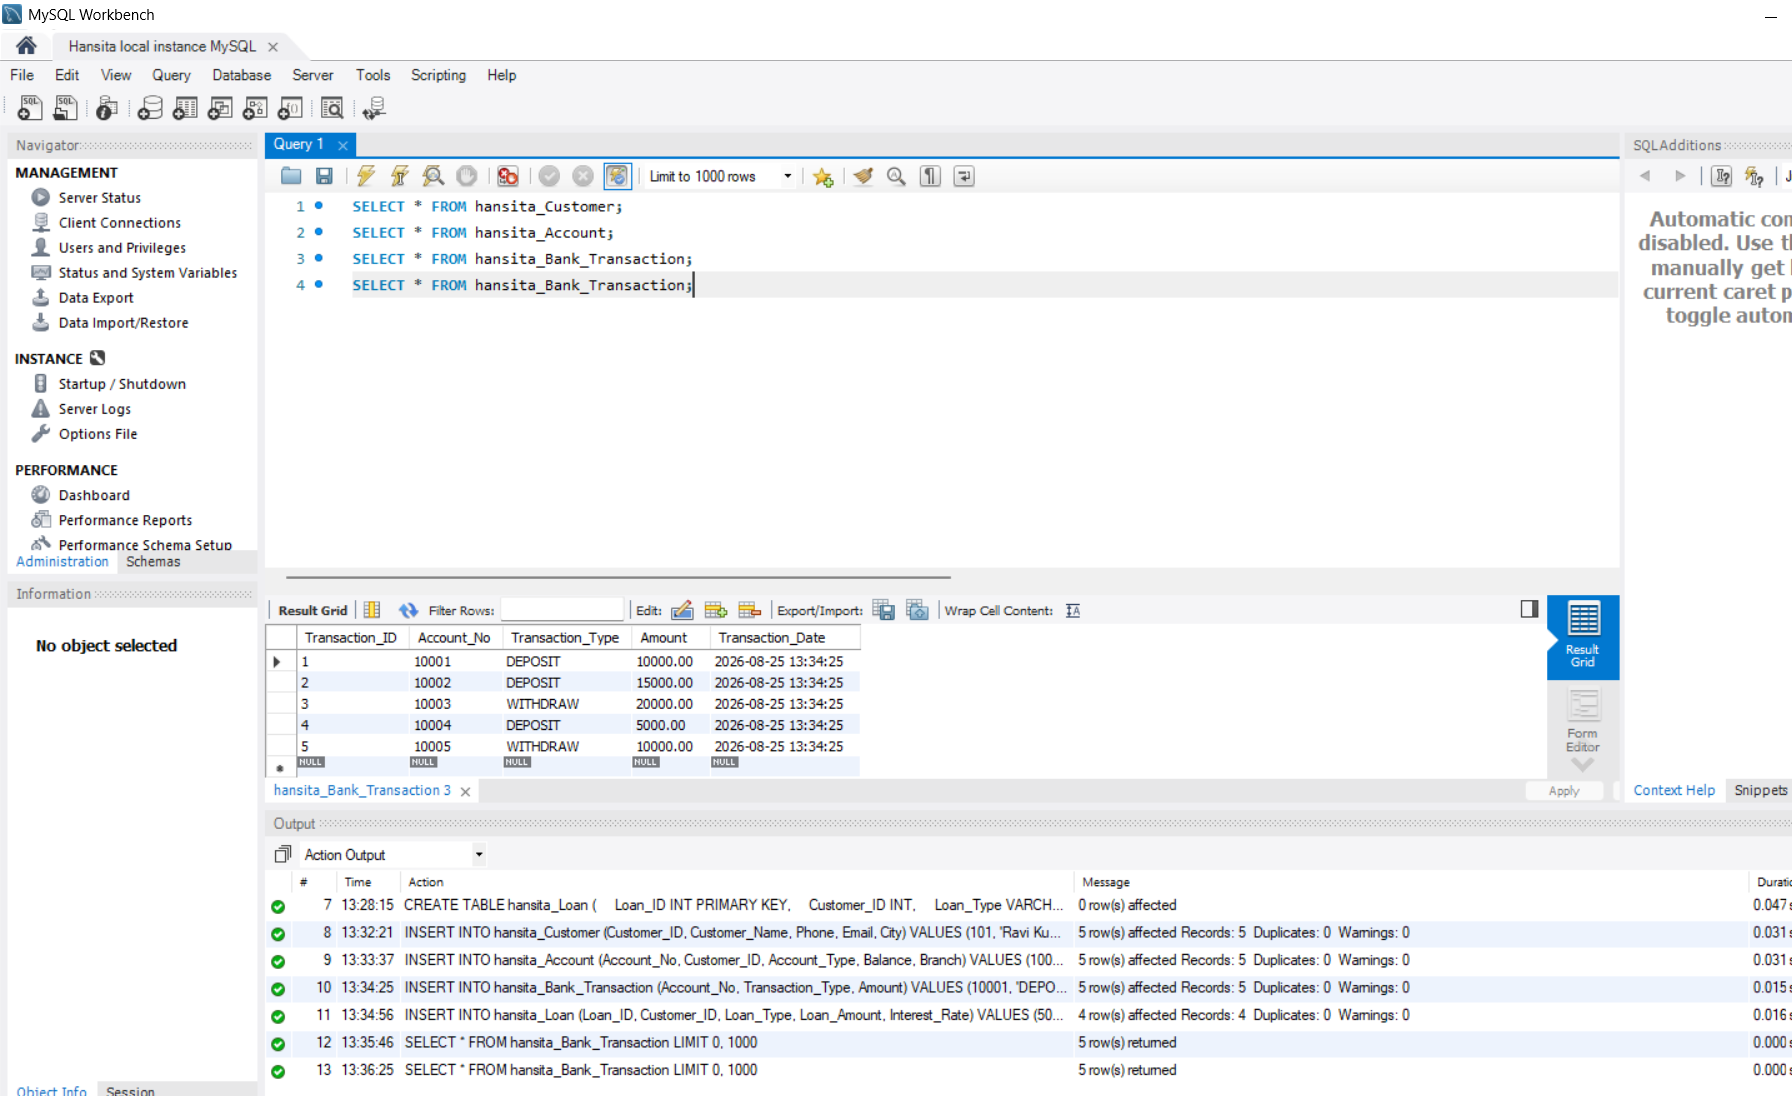 MySQL Workbench
Hansita local instance MySQL
File Edit View Query Database Server Tools Scripting Help
Navigator
MANAGEMENT
Server Status
Client Connections
Users and Privileges
Status and System Variables
Data Export
Data Import/Restore
INSTANCE
Startup / Shutdown
Server Logs
Options File
PERFORMANCE
Dashboard
Performance Reports
Performance Schema Setup
Administration Schemas
Information
No object selected
Object Info Session
Query 1
Limit to 1000 rows
1 SELECT * FROM hansita_Customer;
2 SELECT * FROM hansita_Account;
3 SELECT * FROM hansita_Bank_Transaction;
4 SELECT * FROM hansita_Bank_Transaction;
Result Grid Filter Rows: Edit: Export/Import: Wrap Cell Content:
Transaction_ID Account_No Transaction_Type Amount Transaction_Date
1 10001 DEPOSIT 10000.00 2026-08-25 13:34:25
2 10002 DEPOSIT 15000.00 2026-08-25 13:34:25
3 10003 WITHDRAW 20000.00 2026-08-25 13:34:25
4 10004 DEPOSIT 5000.00 2026-08-25 13:34:25
5 10005 WITHDRAW 10000.00 2026-08-25 13:34:25
NULL NULL NULL NULL NULL
Result
Grid
Form
Editor
hansita_Bank_Transaction 3
Apply
SQLAdditions
Automatic con
disabled. Use th
manually get
current caret p
toggle autom
Context Help Snippets
Output
Action Output
# Time Action Message Duratio
7 13:28:15 CREATE TABLE hansita_Loan ( Loan_ID INT PRIMARY KEY, Customer_ID INT, Loan_Type VARCH... 0 row(s) affected 0.047 s
8 13:32:21 INSERT INTO hansita_Customer (Customer_ID, Customer_Name, Phone, Email, City) VALUES (101, 'Ravi Ku... 5 row(s) affected Records: 5 Duplicates: 0 Warnings: 0 0.031 s
9 13:33:37 INSERT INTO hansita_Account (Account_No, Customer_ID, Account_Type, Balance, Branch) VALUES (100... 5 row(s) affected Records: 5 Duplicates: 0 Warnings: 0 0.031 s
10 13:34:25 INSERT INTO hansita_Bank_Transaction (Account_No, Transaction_Type, Amount) VALUES (10001, 'DEPO... 5 row(s) affected Records: 5 Duplicates: 0 Warnings: 0 0.015 s
11 13:34:56 INSERT INTO hansita_Loan (Loan_ID, Customer_ID, Loan_Type, Loan_Amount, Interest_Rate) VALUES (50... 4 row(s) affected Records: 4 Duplicates: 0 Warnings: 0 0.016 s
12 13:35:46 SELECT * FROM hansita_Bank_Transaction LIMIT 0, 1000 5 row(s) returned 0.000 s
13 13:36:25 SELECT * FROM hansita_Bank_Transaction LIMIT 0, 1000 5 row(s) returned 0.000 s